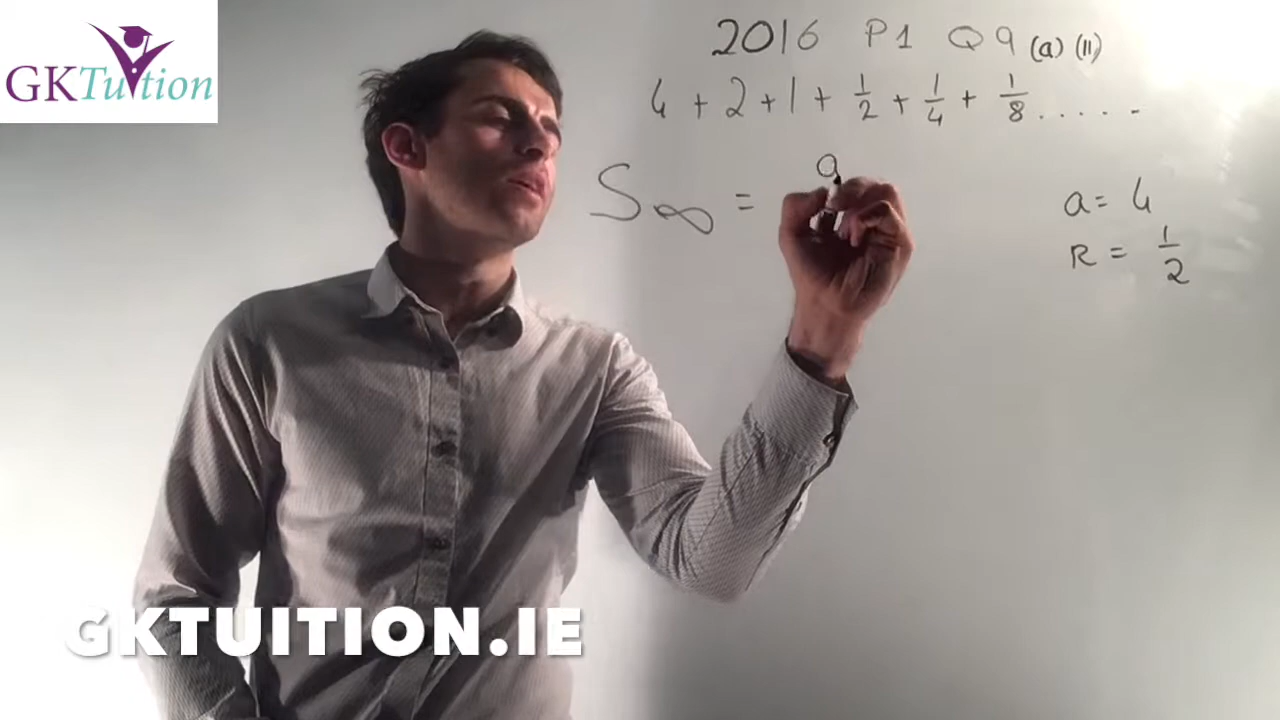 GKTuition
2016 P1 Q9 (a) (ii)
4 + 2 + 1 + 1/2 + 1/4 + 1/8 . . . . .
S∞ = a
a = 4
R = 1/2
GKTUITION.IE